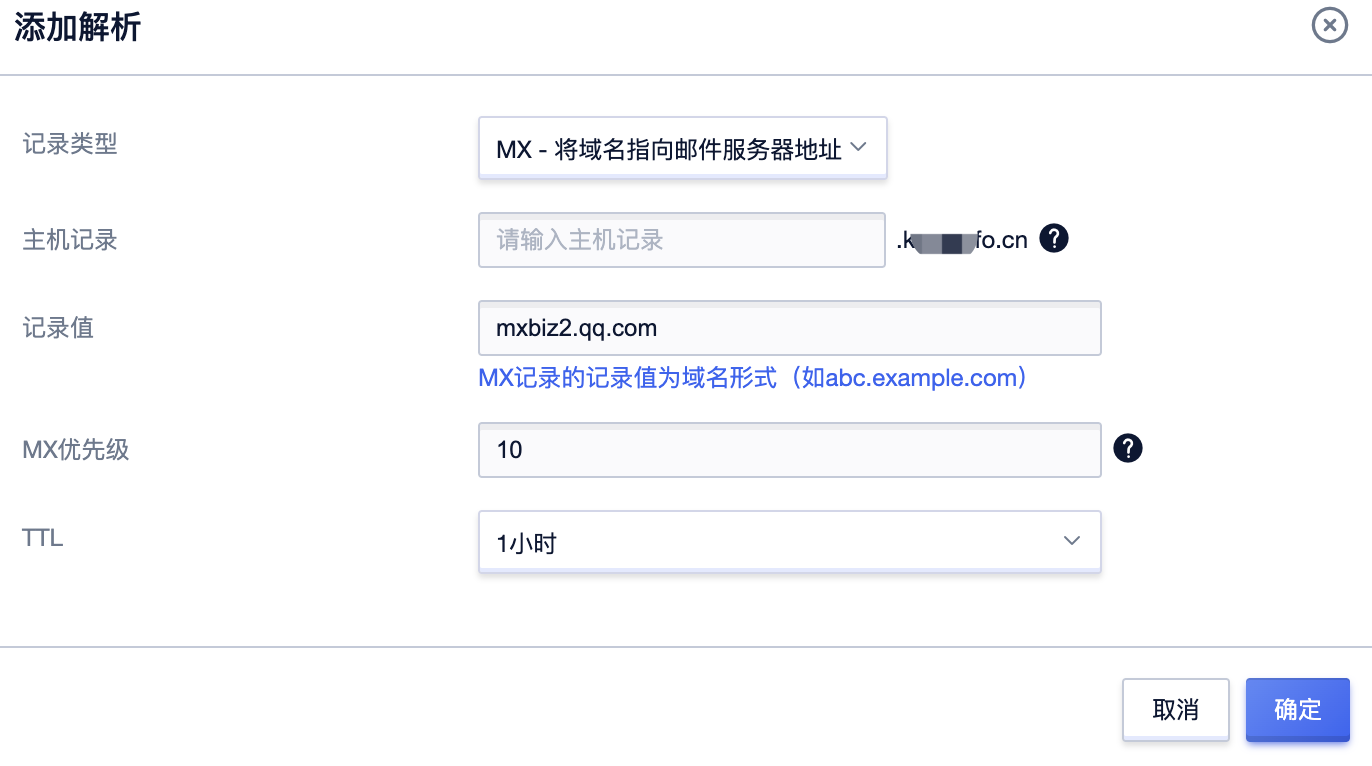 添加解析
记录类型
MX - 将域名指向邮件服务器地址
主机记录
请输入主机记录
.k fo.cn
?
记录值
mxbiz2.qq.com
MX记录的记录值为域名形式（如abc.example.com）
MX优先级
10
?
TTL
1小时
取消
确定